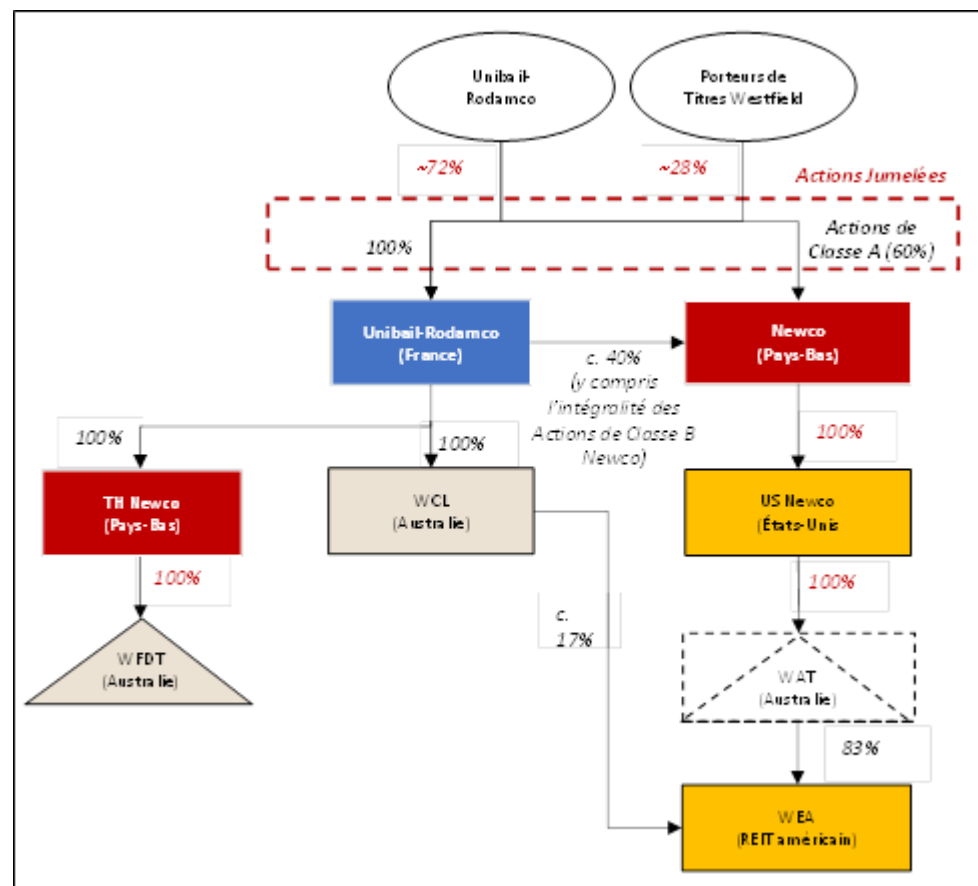 Unibail-
Rodamco
Porteurs de
Titres Westfield
~72%
~28%
Actions Jumelées
100%
Actions de
Classe A (60%)
Unibail-Rodamco
(France)
Newco
(Pays-Bas)
c. 40%
(y compris
l'intégralité des
Actions de Classe B
Newco)
100%
100%
100%
TH Newco
(Pays-Bas)
WCL
(Australie)
US Newco
(États-Unis
100%
100%
c.
17%
WFDT
(Australie)
WAT
(Australie)
83%
WEA
(REIT américain)